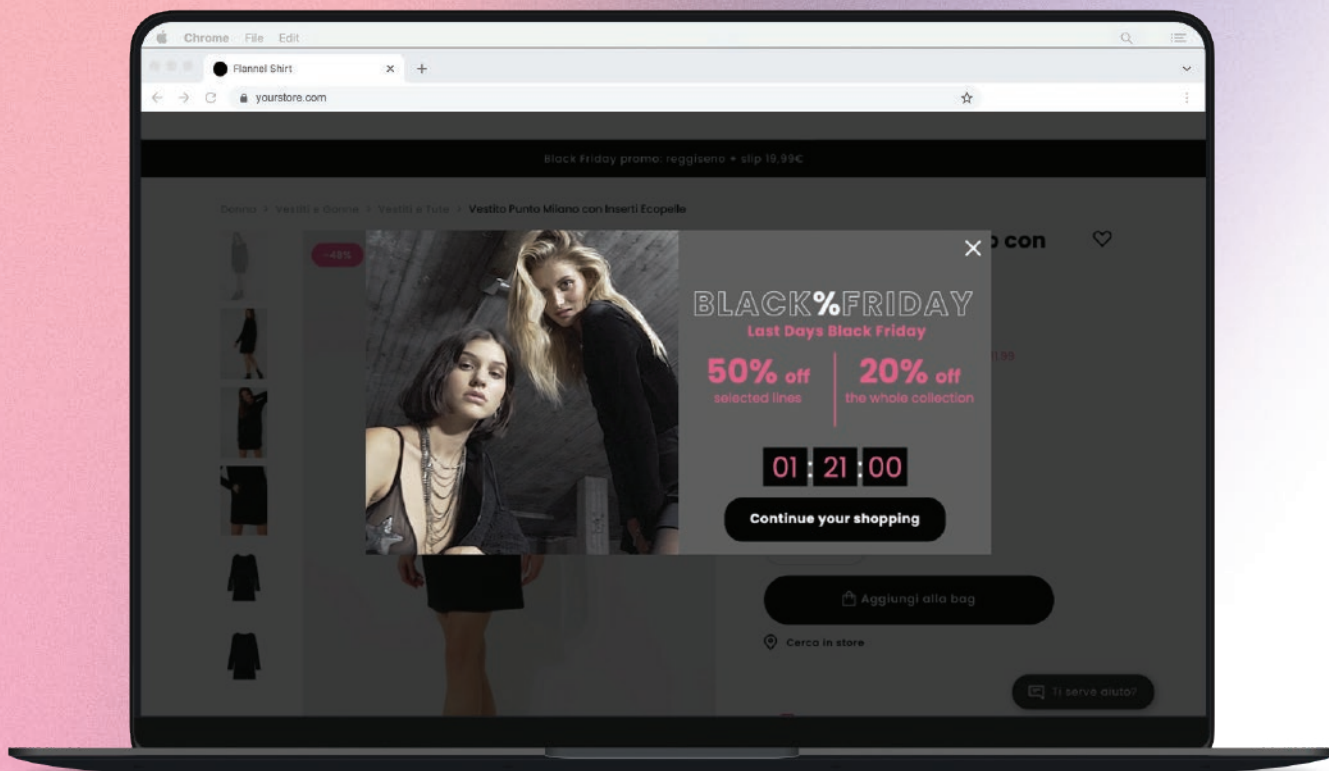 Chrome File Edit
Flannel Shirt
yourstore.com
Black Friday promo: reggiseno + slip 19,99€
Donna > Vestiti e Gonne > Vestiti e Tute > Vestito Punto Milano con Inserti Ecopelle
con
-48%
BLACK%FRIDAY
Last Days Black Friday
50% off
selected lines
20% off
the whole collection
01:21:00
Continue your shopping
Aggiungi alla bag
Cerca in store
Ti serve aiuto?